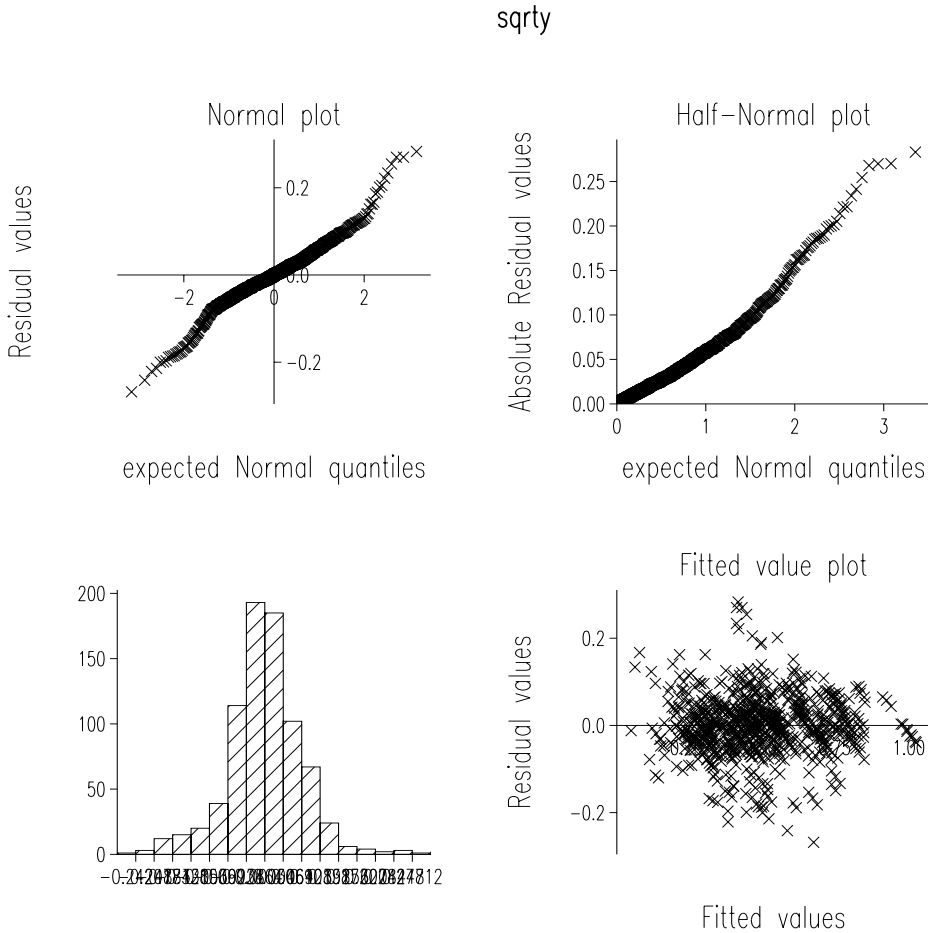 sqrty
Normal plot
Residual values
0.2
0.0
-2
0
2
-0.2
expected Normal quantiles
Half-Normal plot
Absolute Residual values
0.25
0.20
0.15
0.10
0.05
0.00
0
1
2
3
expected Normal quantiles
200
150
100
50
0
Fitted value plot
Residual values
0.2
0.0
1.00
-0.2
Fitted values